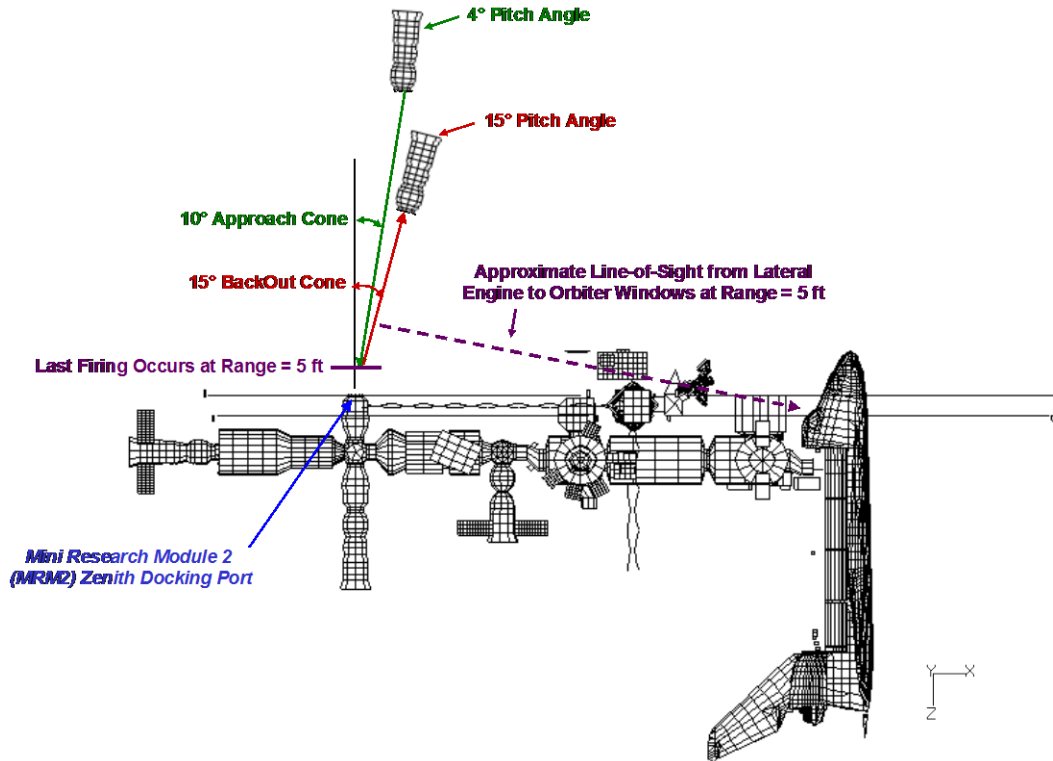 4° Pitch Angle
15° Pitch Angle
10° Approach Cone
15° BackOut Cone
Approximate Line-of-Sight from Lateral
Engine to Orbiter Windows at Range = 5 ft
Last Firing Occurs at Range = 5 ft
Mini Research Module 2
(MRM2) Zenith Docking Port
Y
X
Z